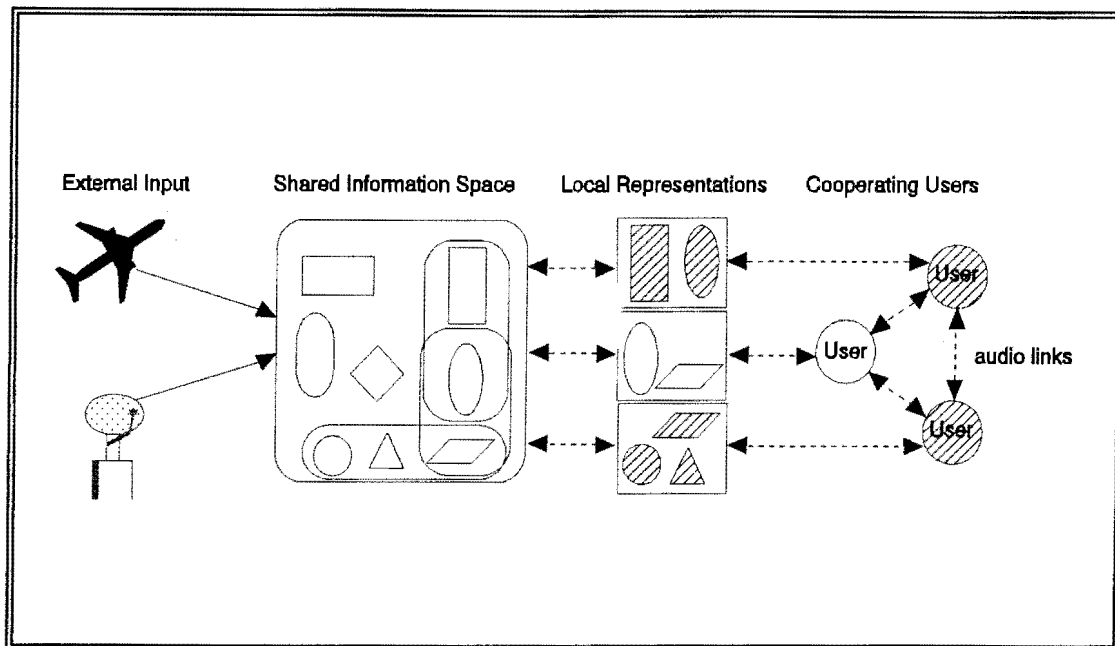 External Input
Shared Information Space
Local Representations
Cooperating Users
User
User
audio links
User